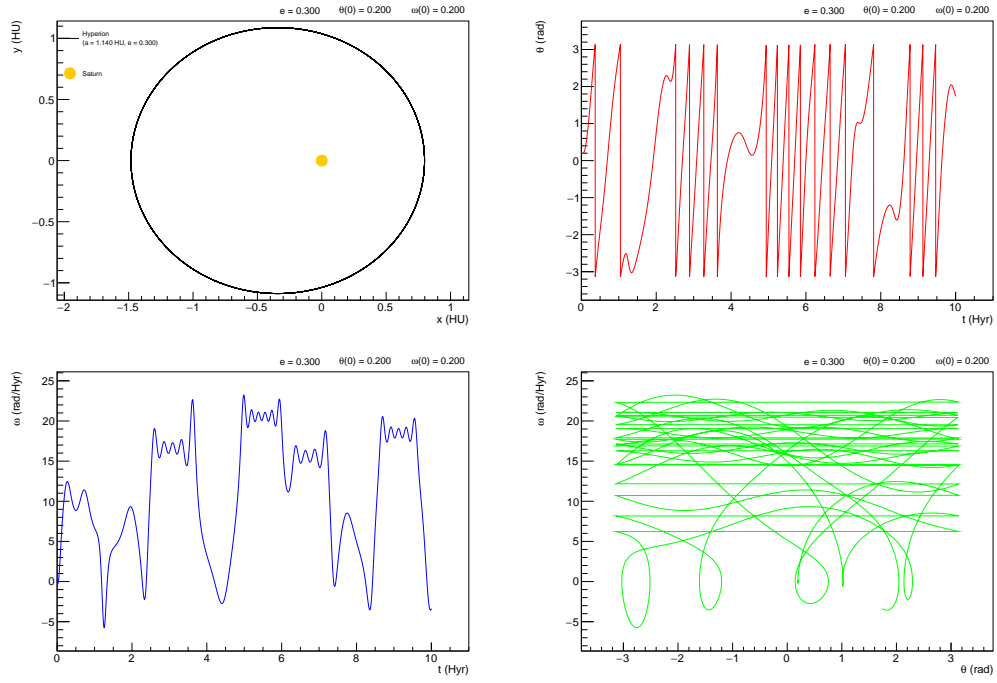 e = 0.300 θ(0) = 0.200 ω(0) = 0.200
y (HU)
1
0.5
0
−0.5
−1
Hyperion
(a = 1.140 HU, e = 0.300)
Saturn
−2 −1.5 −1 −0.5 0 0.5 1
x (HU)
e = 0.300 θ(0) = 0.200 ω(0) = 0.200
θ (rad)
3
2
1
0
−1
−2
−3
0 2 4 6 8 10
t (Hyr)
e = 0.300 θ(0) = 0.200 ω(0) = 0.200
ω (rad/Hyr)
25
20
15
10
5
0
−5
0 2 4 6 8 10
t (Hyr)
e = 0.300 θ(0) = 0.200 ω(0) = 0.200
ω (rad/Hyr)
25
20
15
10
5
0
−5
−3 −2 −1 0 1 2 3
θ (rad)